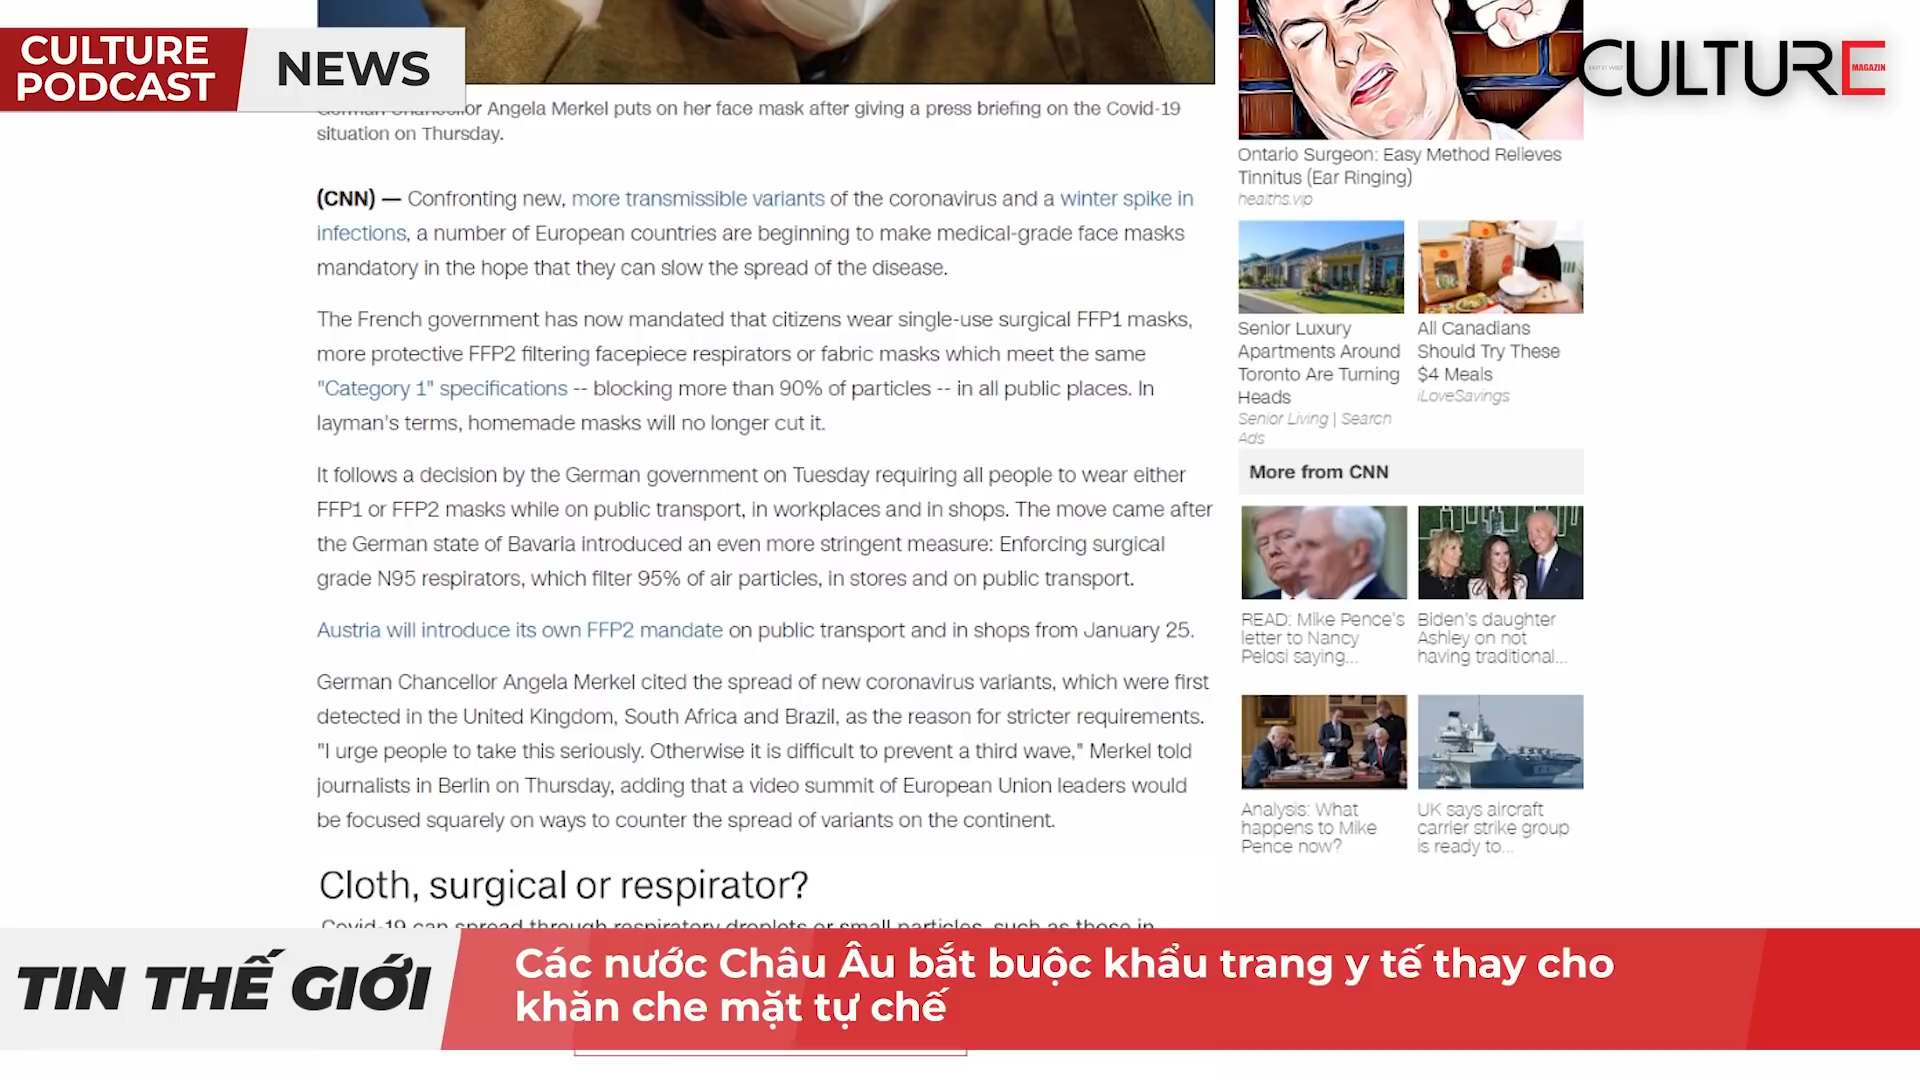 CULTURE
PODCAST
NEWS
CULTURE
MAGAZIN
German Chancellor Angela Merkel puts on her face mask after giving a press briefing on the Covid-19
situation on Thursday.
(CNN) — Confronting new, more transmissible variants of the coronavirus and a winter spike in
infections, a number of European countries are beginning to make medical-grade face masks
mandatory in the hope that they can slow the spread of the disease.
The French government has now mandated that citizens wear single-use surgical FFP1 masks,
more protective FFP2 filtering facepiece respirators or fabric masks which meet the same
"Category 1" specifications -- blocking more than 90% of particles -- in all public places. In
layman's terms, homemade masks will no longer cut it.
It follows a decision by the German government on Tuesday requiring all people to wear either
FFP1 or FFP2 masks while on public transport, in workplaces and in shops. The move came after
the German state of Bavaria introduced an even more stringent measure: Enforcing surgical
grade N95 respirators, which filter 95% of air particles, in stores and on public transport.
Austria will introduce its own FFP2 mandate on public transport and in shops from January 25.
German Chancellor Angela Merkel cited the spread of new coronavirus variants, which were first
detected in the United Kingdom, South Africa and Brazil, as the reason for stricter requirements.
"I urge people to take this seriously. Otherwise it is difficult to prevent a third wave," Merkel told
journalists in Berlin on Thursday, adding that a video summit of European Union leaders would
be focused squarely on ways to counter the spread of variants on the continent.
Cloth, surgical or respirator?
Covid-19 can spread through respiratory droplets or small particles, such as those in
Ontario Surgeon: Easy Method Relieves
Tinnitus (Ear Ringing)
healths.vip
Senior Luxury
Apartments Around
Toronto Are Turning
Heads
Senior Living | Search
Ads
All Canadians
Should Try These
$4 Meals
iLoveSavings
More from CNN
READ: Mike Pence's
letter to Nancy
Pelosi saying...
Biden's daughter
Ashley on not
having traditional...
Analysis: What
happens to Mike
Pence now?
UK says aircraft
carrier strike group
is ready to...
TIN THẾ GIỚI
Các nước Châu Âu bắt buộc khẩu trang y tế thay cho
khăn che mặt tự chế